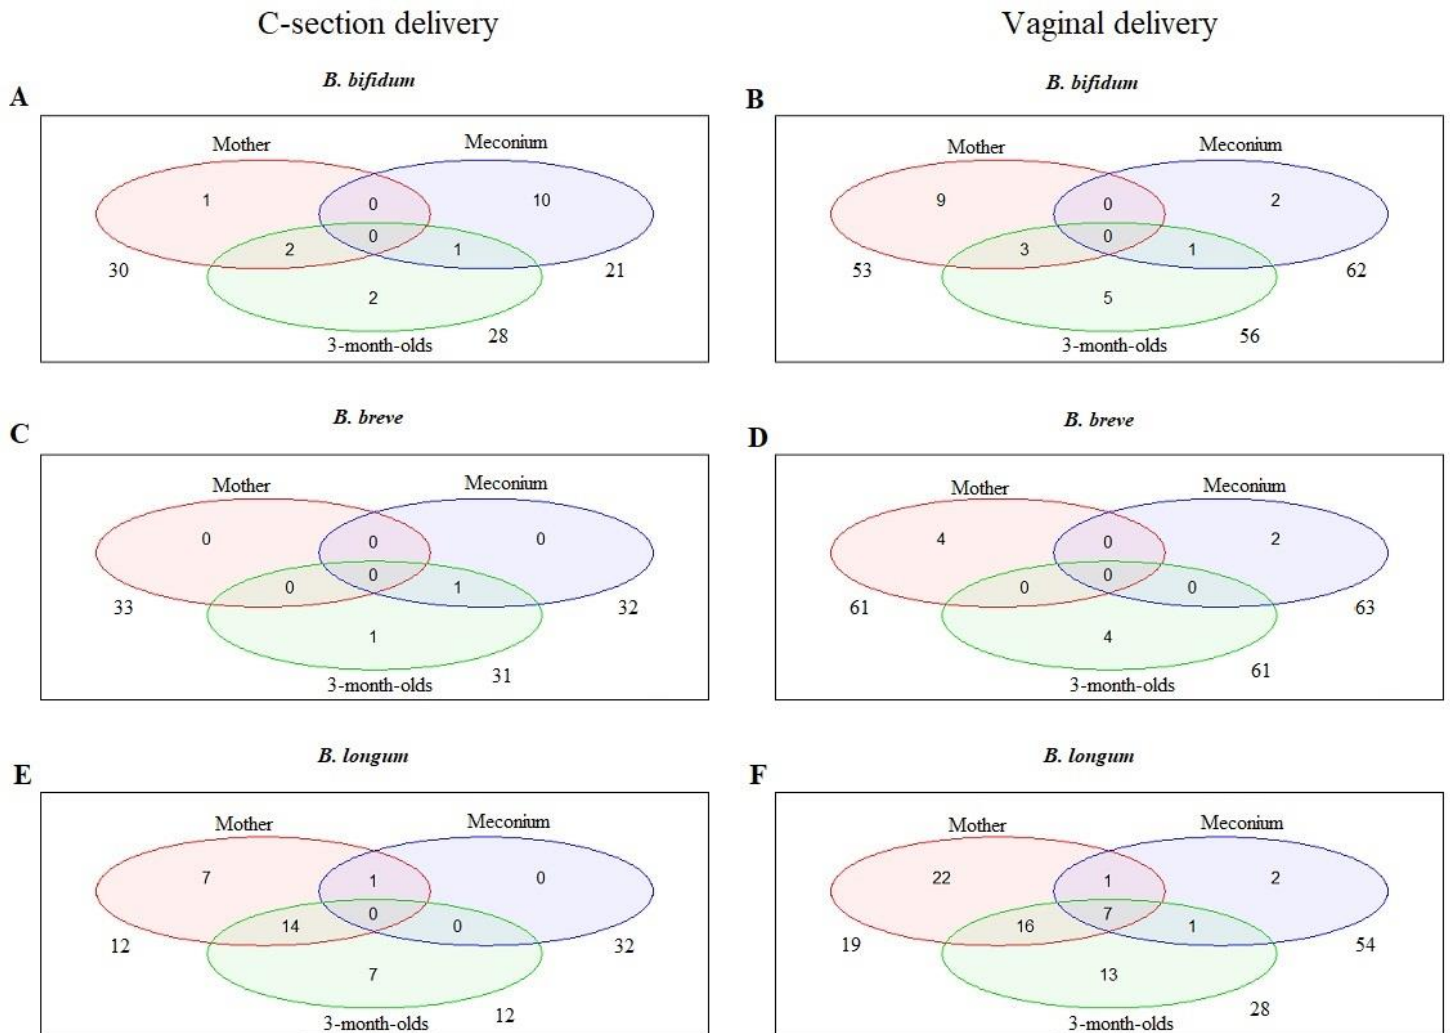 C-section delivery
Vaginal delivery
A
B. bifidum
Mother
Meconium
1
0
10
0
2
1
30
21
2
28
3-month-olds
B
B. bifidum
Mother
Meconium
9
0
2
0
3
1
53
62
5
56
3-month-olds
C
B. breve
Mother
Meconium
0
0
0
0
0
1
33
32
1
31
3-month-olds
D
B. breve
Mother
Meconium
4
0
2
0
0
0
61
63
4
61
3-month-olds
E
B. longum
Mother
Meconium
7
1
0
0
14
0
12
32
7
12
3-month-olds
F
B. longum
Mother
Meconium
22
1
2
7
16
1
19
54
13
28
3-month-olds